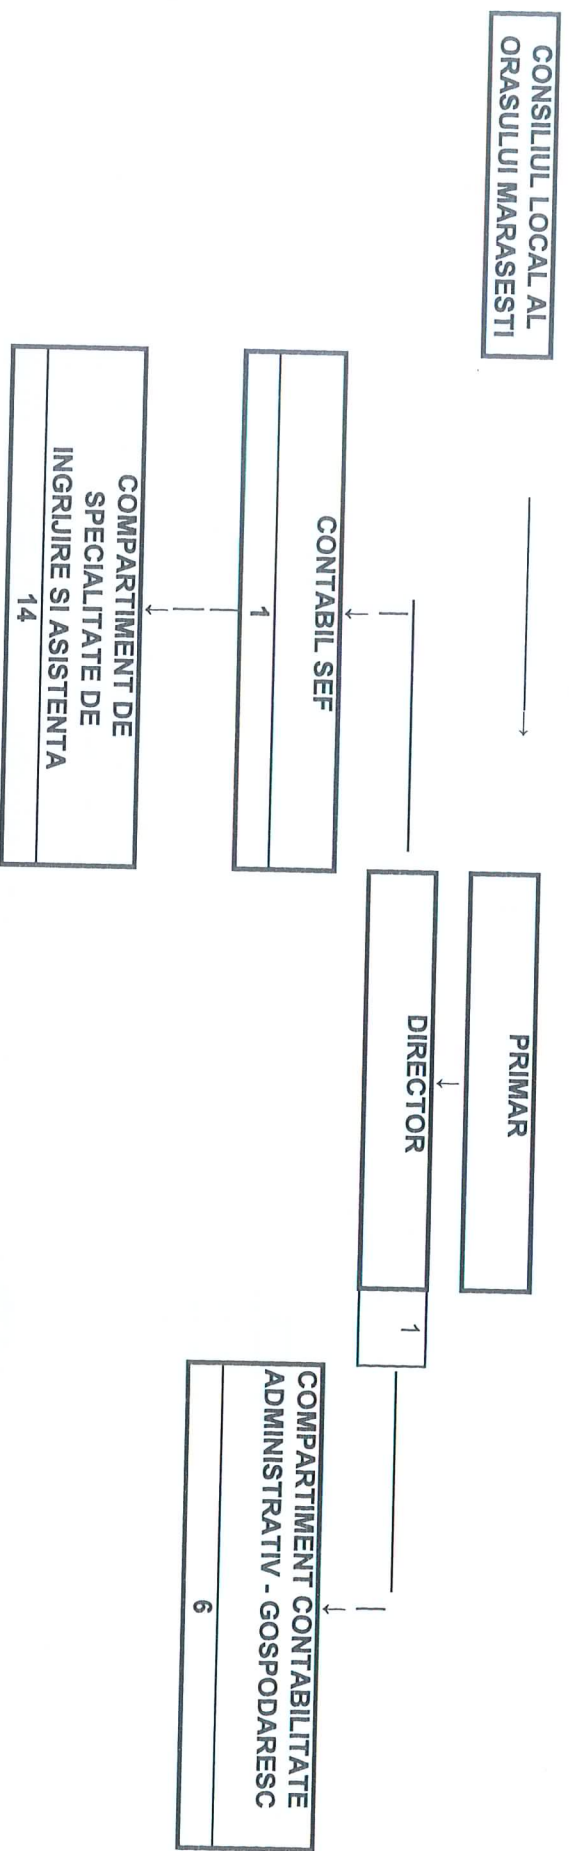 CONSILIUL LOCAL AL
ORASULUI MARASESTI
PRIMAR
DIRECTOR
1
CONTABIL SEF
1
COMPARTIMENT DE
SPECIALITATE DE
INGRIJIRE SI ASISTENTA
14
COMPARTIMENT CONTABILITATE
ADMINISTRATIV - GOSPODARESC
6